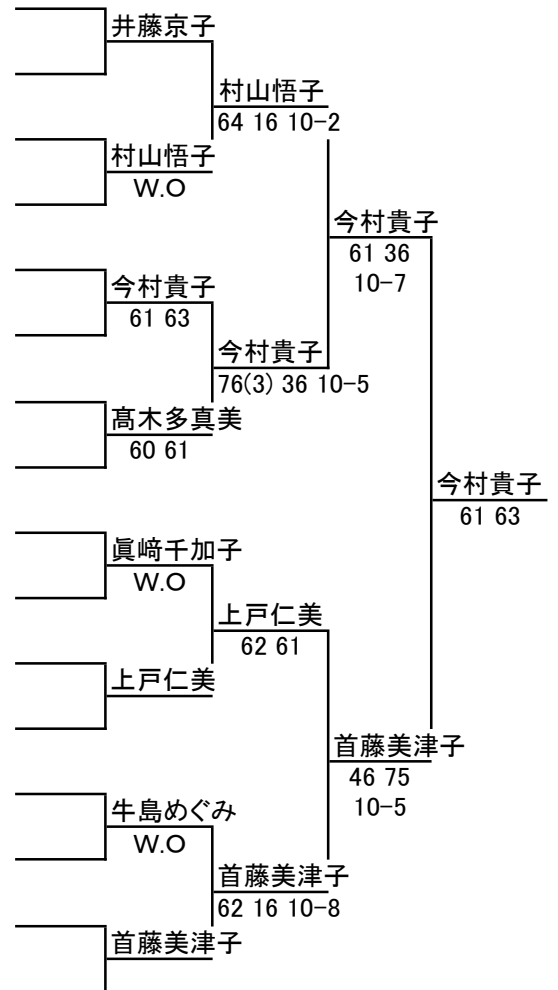 井藤京子
村山悟子
64 16 10-2
村山悟子
W.O
今村貴子
61 36
10-7
今村貴子
61 63
今村貴子
76(3) 36 10-5
髙木多真美
60 61
今村貴子
61 63
眞﨑千加子
W.O
上戸仁美
62 61
上戸仁美
首藤美津子
46 75
10-5
牛島めぐみ
W.O
首藤美津子
62 16 10-8
首藤美津子